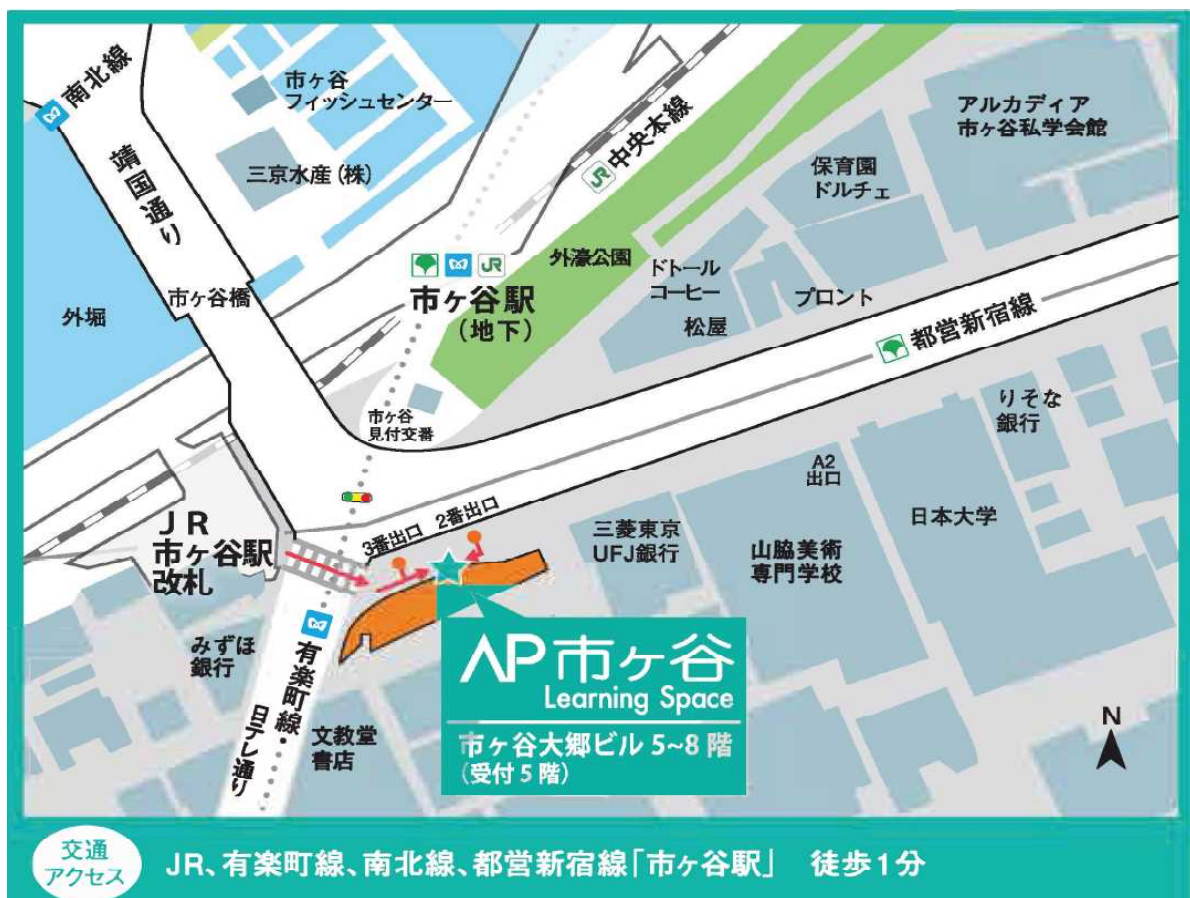 南北線
市ヶ谷
フィッシュセンター
三京水産(株)
靖国通り
JR
中央本線
アルカディア
市ヶ谷私学会館
保育園
ドルチェ
外濠公園
ドトール
コーヒー
松屋
プロント
JR
市ヶ谷駅
(地下)
外堀
市ヶ谷橋
都営新宿線
市ヶ谷
見付交番
りそな
銀行
A2
出口
日本大学
3番出口
2番出口
三菱東京
UFJ銀行
山脇美術
専門学校
JR
市ヶ谷駅
改札
みずほ
銀行
有楽町線・
日テレ通り
文教堂
書店
AP市ヶ谷
Learning Space
市ヶ谷大郷ビル 5~8 階
(受付 5 階)
N
交通
アクセス
JR、有楽町線、南北線、都営新宿線「市ヶ谷駅」 徒歩1分